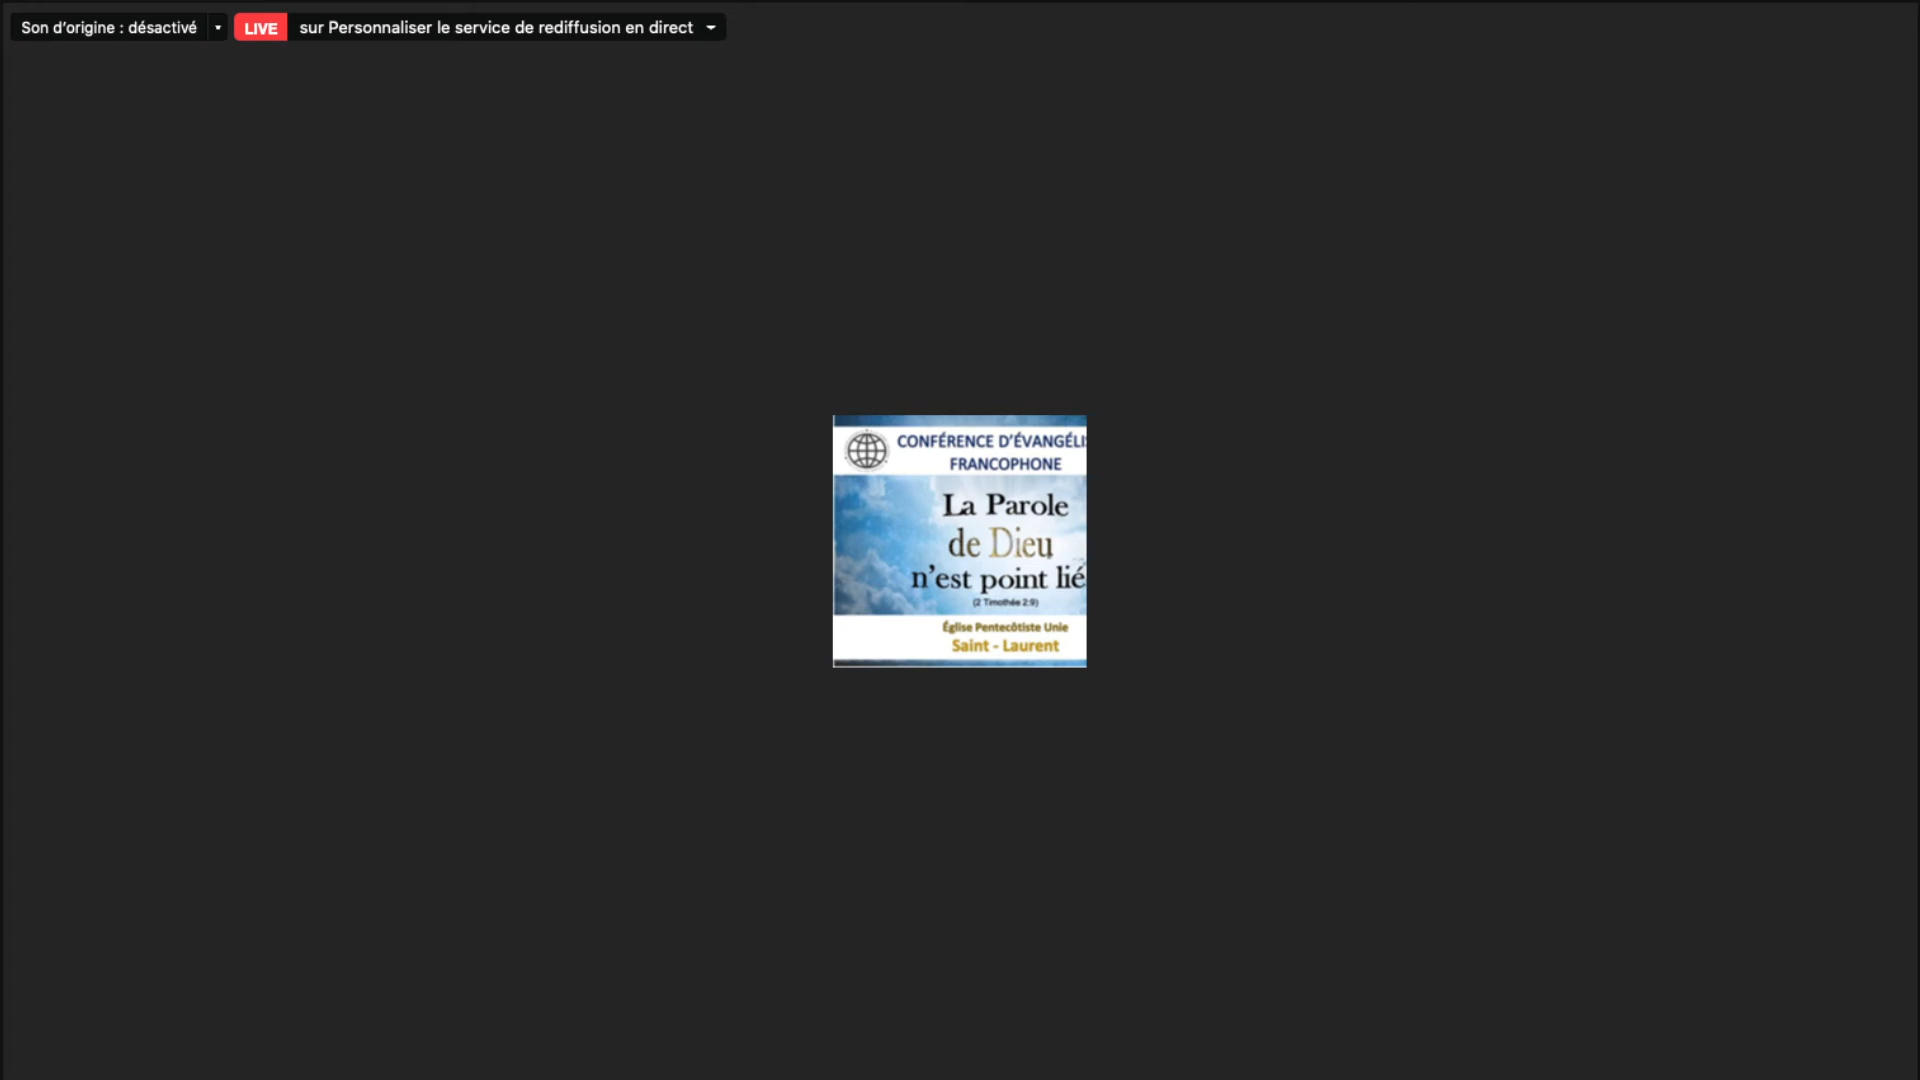 Son d'origine : désactivé
LIVE sur Personnaliser le service de rediffusion en direct
CONFÉRENCE D'ÉVANGÉLI
FRANCOPHONE
La Parole
de Dieu
n'est point lié
(2 Timothée 2:9)
Église Pentecôtiste Unie
Saint - Laurent